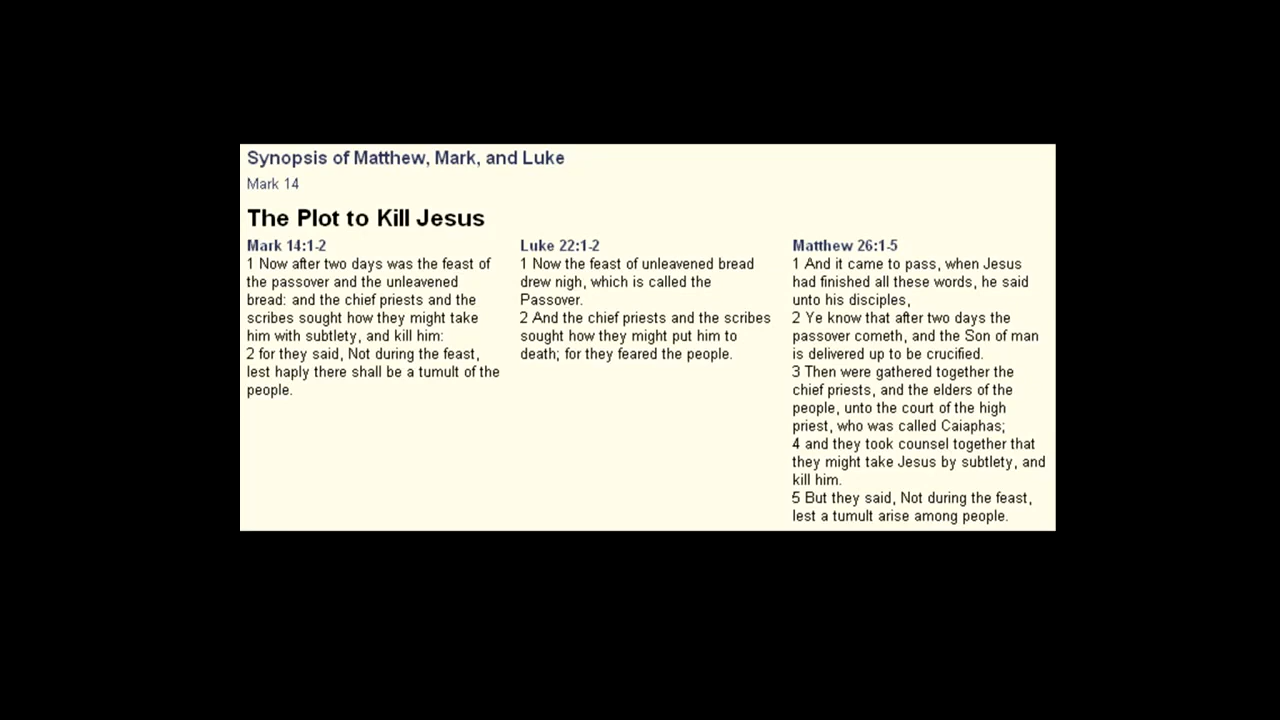 Synopsis of Matthew, Mark, and Luke
Mark 14
The Plot to Kill Jesus
Mark 14:1-2
1 Now after two days was the feast of
the passover and the unleavened
bread: and the chief priests and the
scribes sought how they might take
him with subtlety, and kill him:
2 for they said, Not during the feast,
lest haply there shall be a tumult of the
people.
Luke 22:1-2
1 Now the feast of unleavened bread
drew nigh, which is called the
Passover.
2 And the chief priests and the scribes
sought how they might put him to
death; for they feared the people.
Matthew 26:1-5
1 And it came to pass, when Jesus
had finished all these words, he said
unto his disciples,
2 Ye know that after two days the
passover cometh, and the Son of man
is delivered up to be crucified.
3 Then were gathered together the
chief priests, and the elders of the
people, unto the court of the high
priest, who was called Caiaphas;
4 and they took counsel together that
they might take Jesus by subtlety, and
kill him.
5 But they said, Not during the feast,
lest a tumult arise among people.